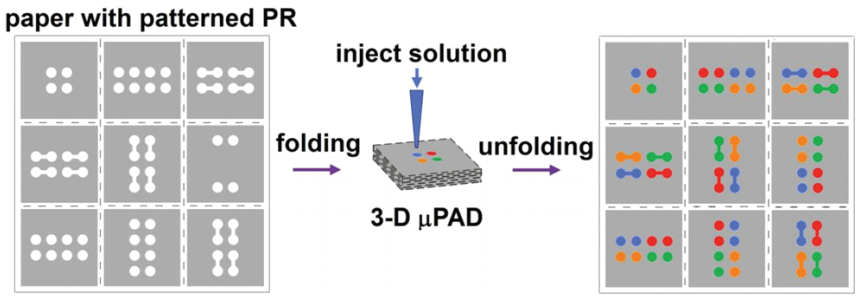 paper with patterned PR
inject solution
folding
unfolding
3-D μPAD